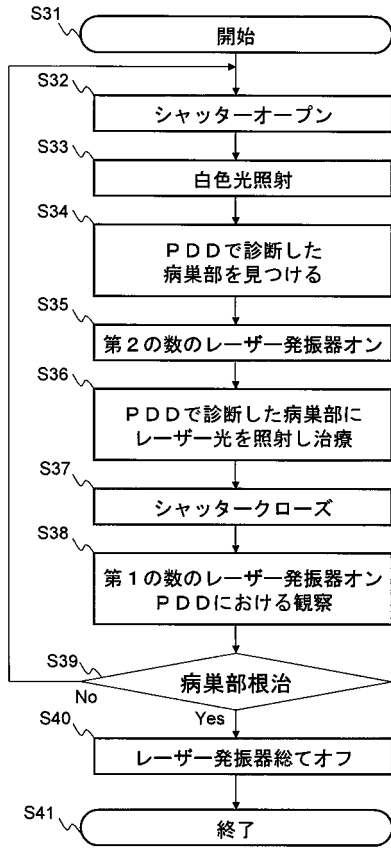 S31
開始
S32
シャッターオープン
S33
白色光照射
S34
PDDで診断した
病巣部を見つける
S35
第2の数のレーザー発振器オン
S36
PDDで診断した病巣部に
レーザー光を照射し治療
S37
シャッタークローズ
S38
第1の数のレーザー発振器オン
PDDにおける観察
S39
病巣部根治
No
Yes
S40
レーザー発振器総てオフ
S41
終了